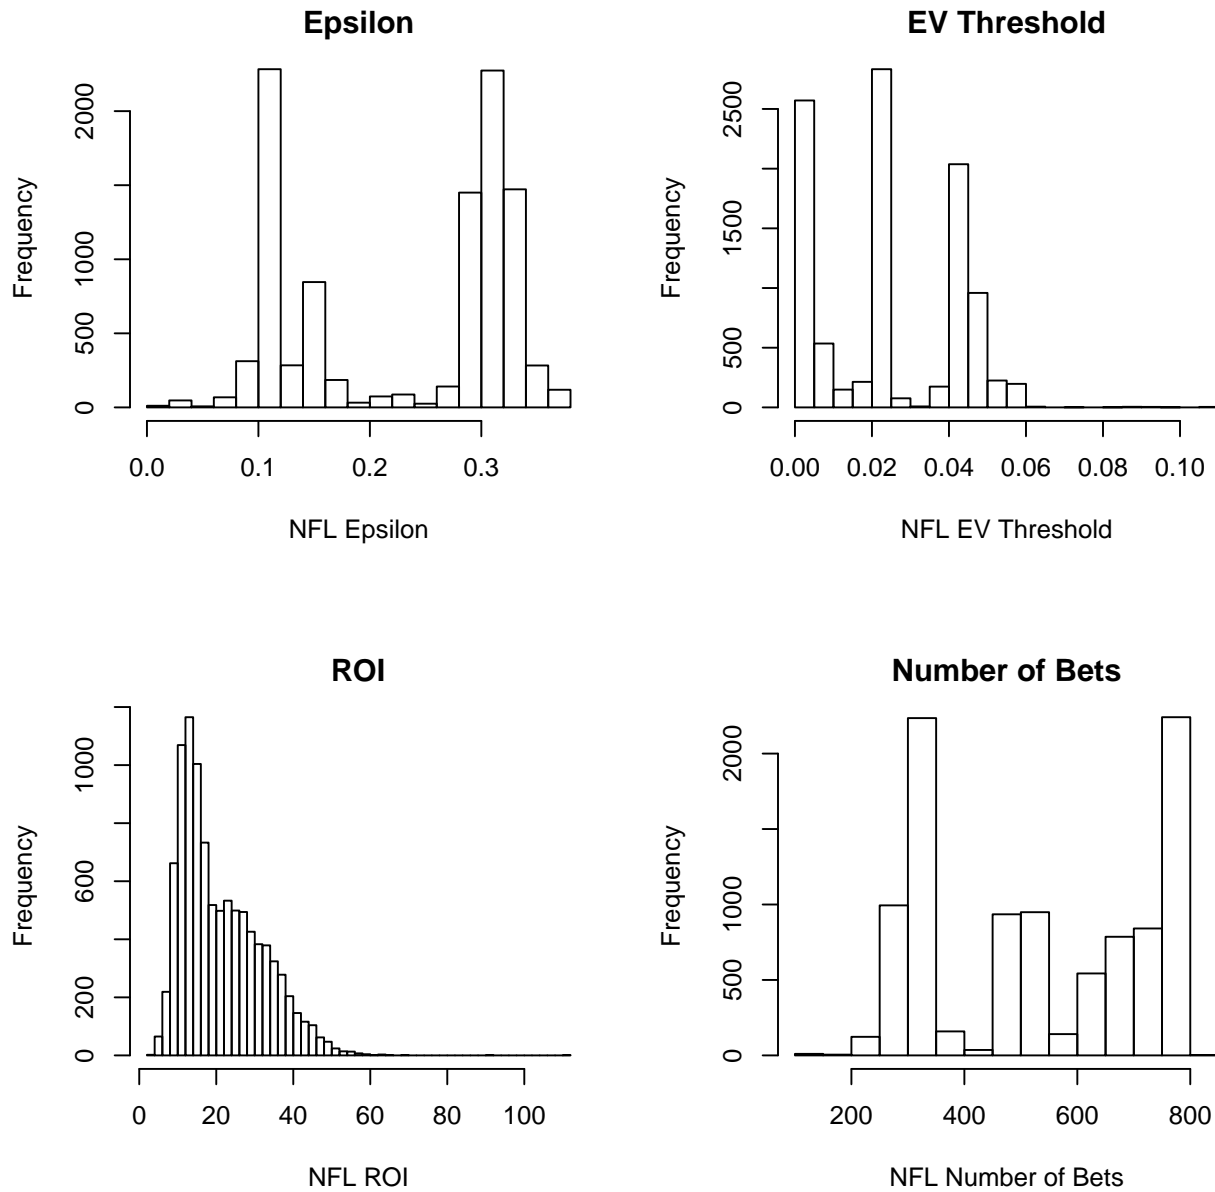 Epsilon
Frequency
0 500 1000 2000
0.0 0.1 0.2 0.3
NFL Epsilon
EV Threshold
Frequency
0 500 1500 2500
0.00 0.02 0.04 0.06 0.08 0.10
NFL EV Threshold
ROI
Frequency
0 200 600 1000
0 20 40 60 80 100
NFL ROI
Number of Bets
Frequency
0 500 1000 2000
200 400 600 800
NFL Number of Bets